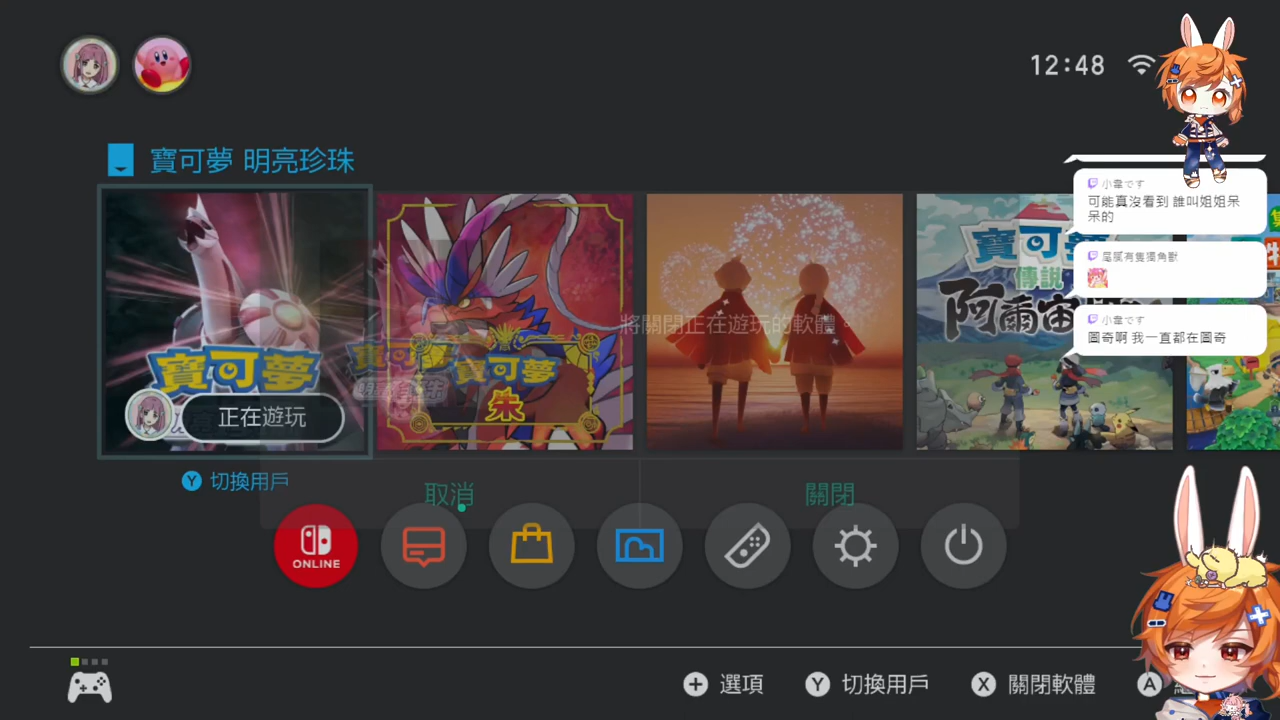 12:48
寶可夢 明亮珍珠
小韋です
可能真沒看到 誰叫姐姐呆
呆的
尾膩有隻獨角獸
小韋です
圖奇啊 我一直都在圖奇
寶可夢
正在遊玩
寶可夢
朱
將關閉正在遊玩的軟體。
寶可夢
傳說
阿爾宙
Y 切換用戶
取消
關閉
ONLINE
+ 選項
Y 切換用戶
X 關閉軟體
A